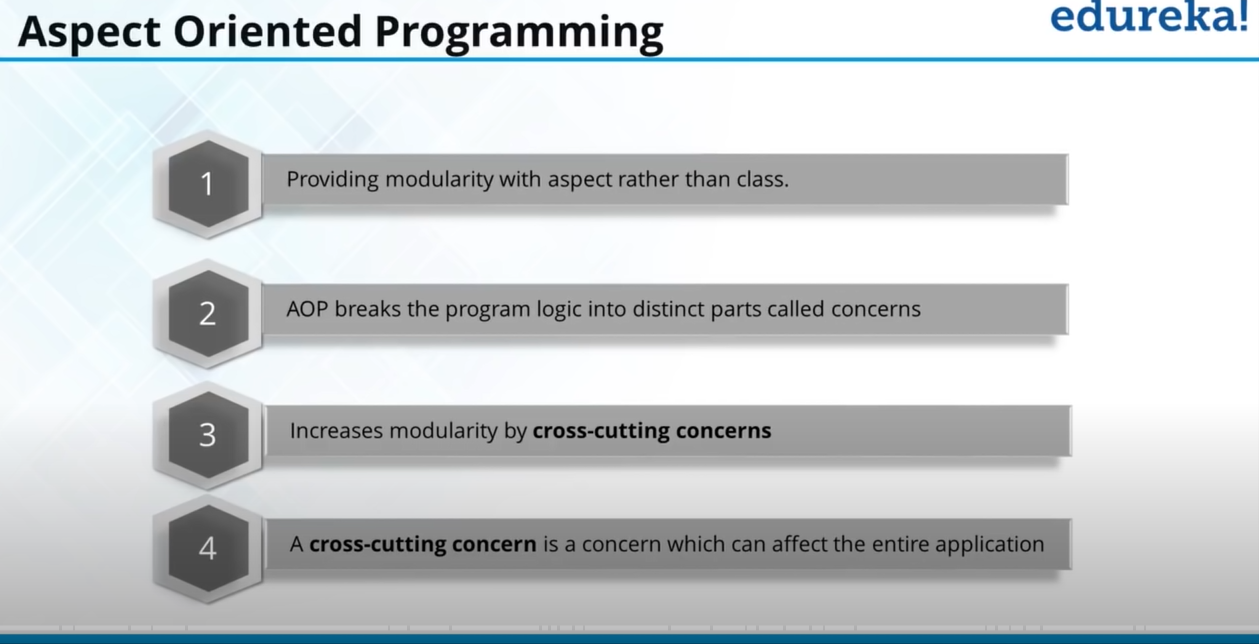 Aspect Oriented Programming
edureka!
1
Providing modularity with aspect rather than class.
2
AOP breaks the program logic into distinct parts called concerns
3
Increases modularity by cross-cutting concerns
4
A cross-cutting concern is a concern which can affect the entire application